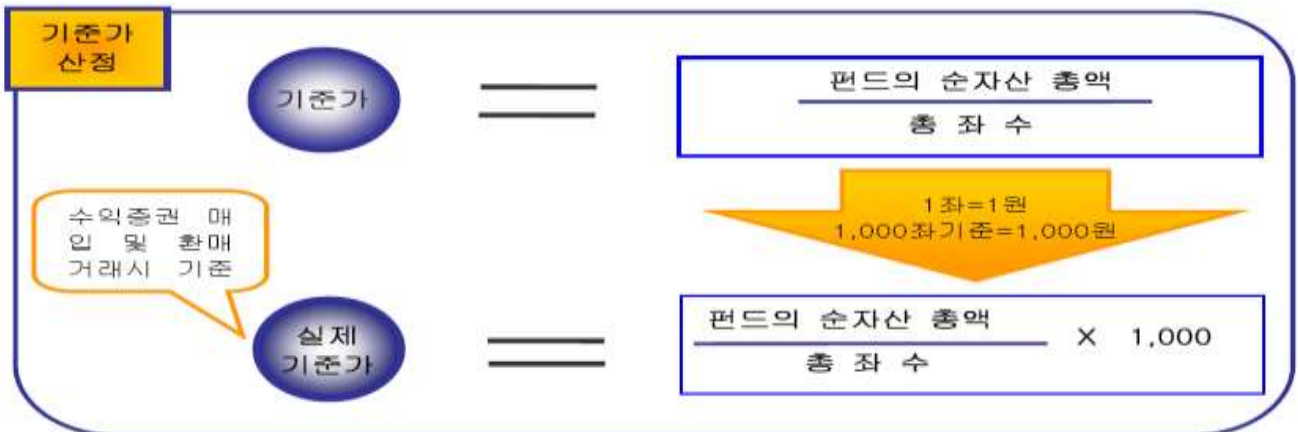 기준가
산정
기준가
펀드의 순자산 총액
총 좌 수
1좌=1원
1,000좌기준=1,000원
수익증권 매
입 및 환매
거래시 기준
실제
기준가
펀드의 순자산 총액
총 좌 수
× 1,000